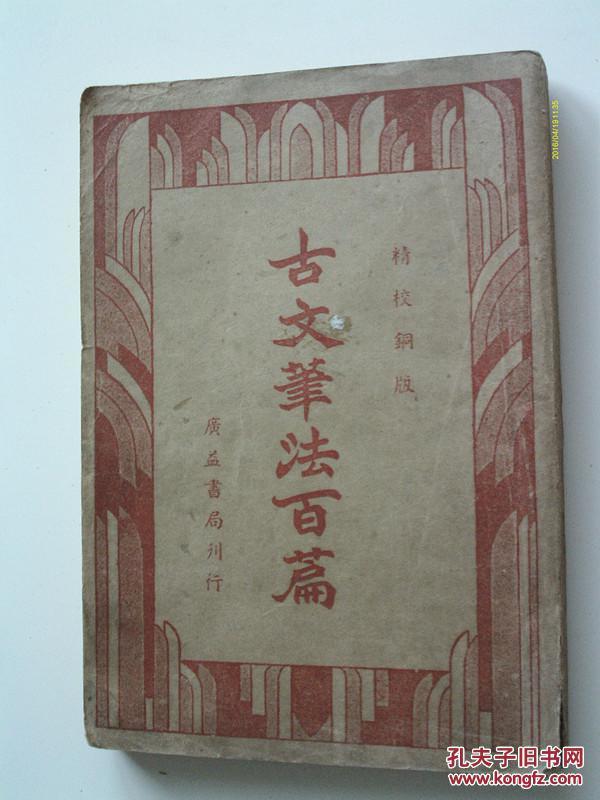 精校銅版
古文筆法百篇
廣益書局刋行
2016/04/19 11:35
孔夫子旧书网
www.kongfz.com